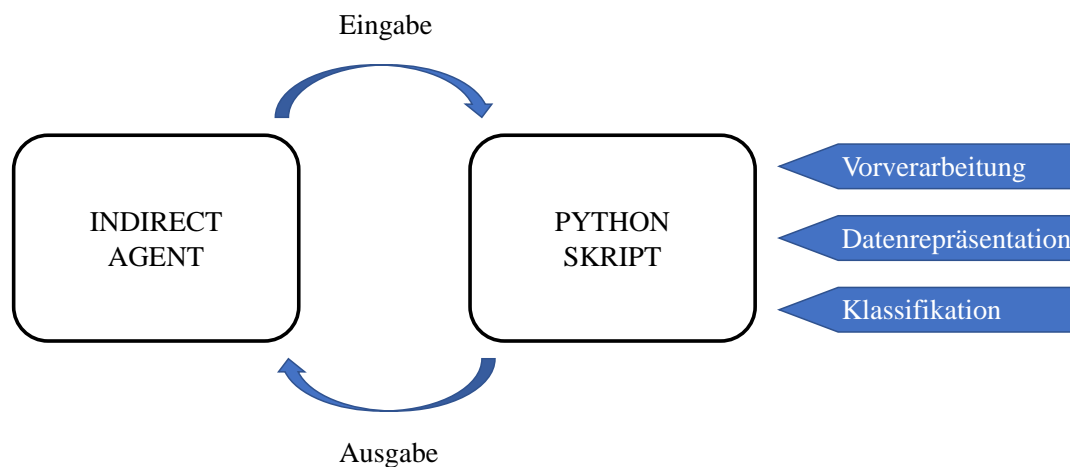 Eingabe
INDIRECT
AGENT
PYTHON
SKRIPT
Vorverarbeitung
Datenrepräsentation
Klassifikation
Ausgabe